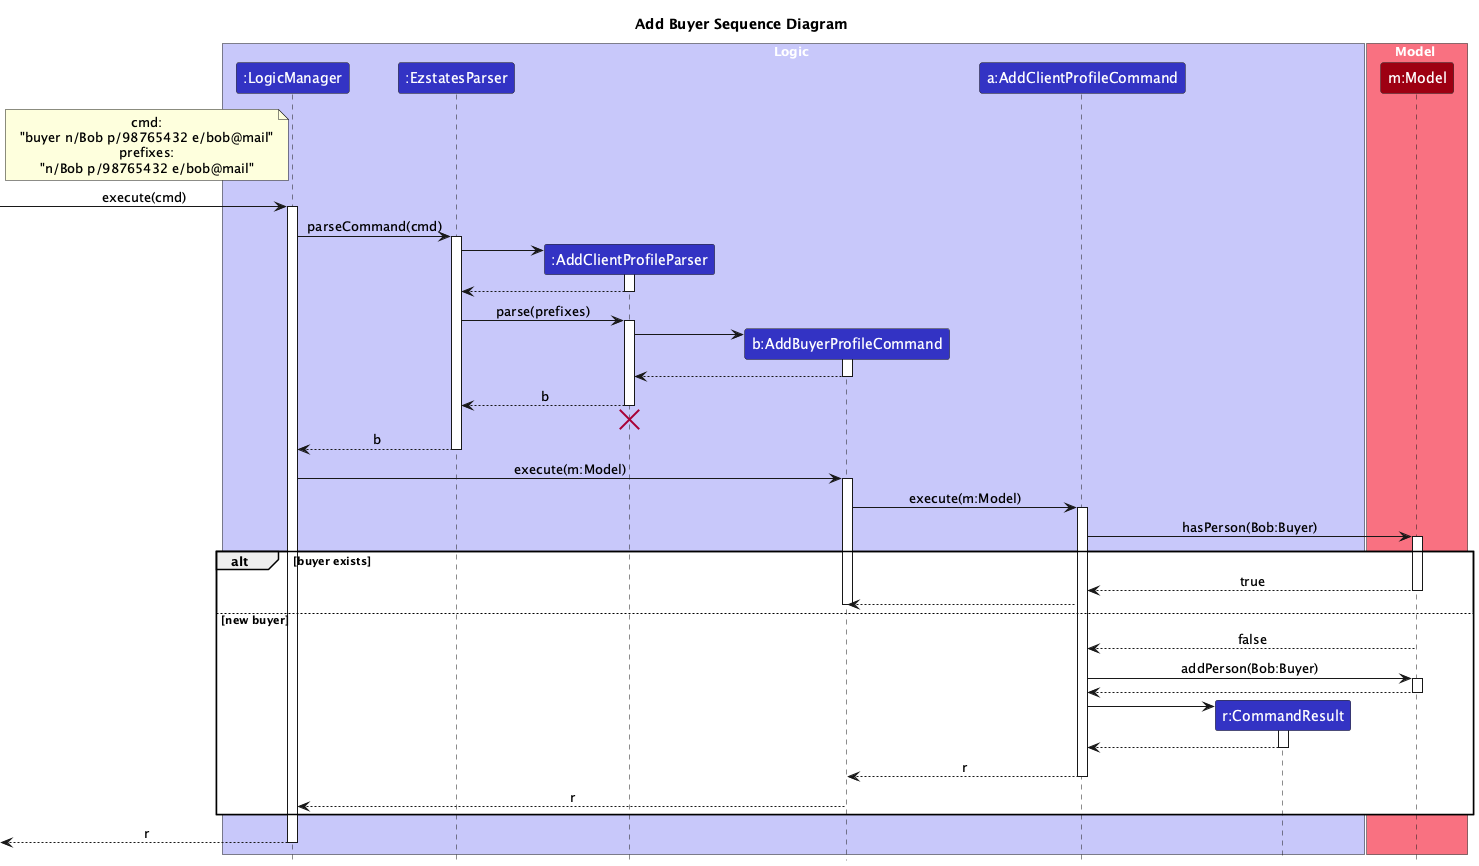 Add Buyer Sequence Diagram
Logic
Model
:LogicManager
:EzstatesParser
a:AddClientProfileCommand
m:Model
cmd:
"buyer n/Bob p/98765432 e/bob@mail"
prefixes:
"n/Bob p/98765432 e/bob@mail"
execute(cmd)
parseCommand(cmd)
:AddClientProfileParser
parse(prefixes)
b:AddBuyerProfileCommand
b
b
execute(m:Model)
execute(m:Model)
hasPerson(Bob:Buyer)
alt
[buyer exists]
true
[new buyer]
false
addPerson(Bob:Buyer)
r:CommandResult
r
r
r